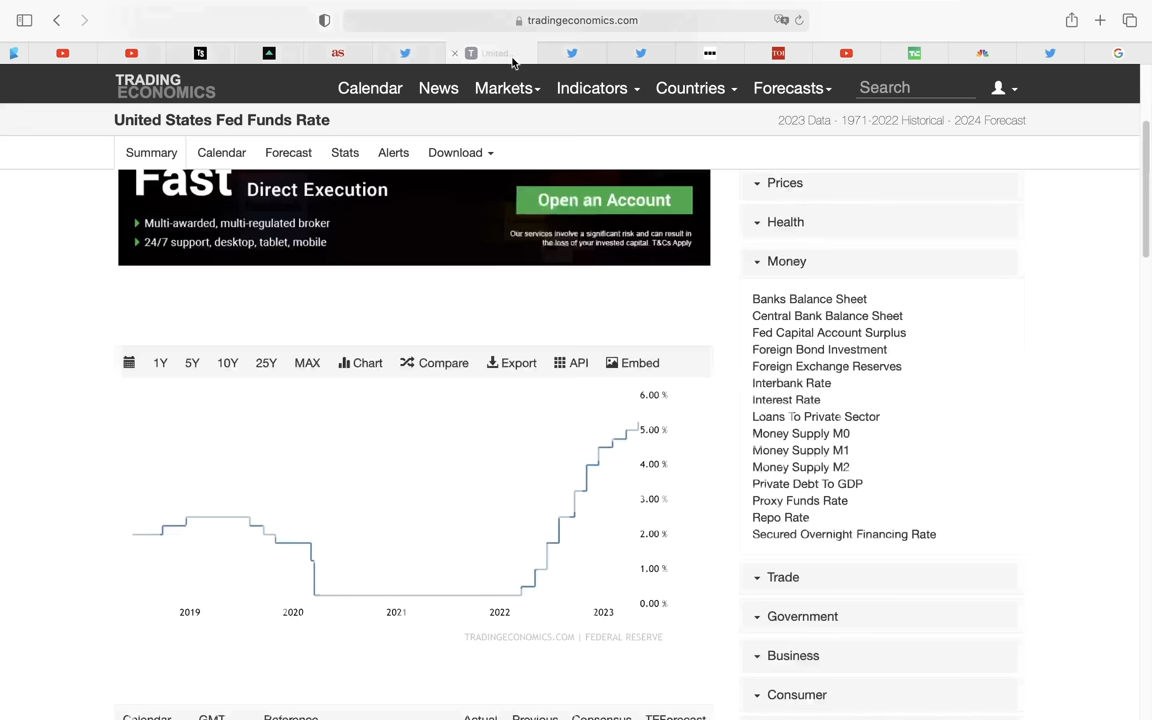 tradingeconomics.com
TS
as
United...
T
TOI
TC
G
TRADING
ECONOMICS
Calendar News Markets Indicators Countries Forecasts Search
United States Fed Funds Rate
2023 Data - 1971-2022 Historical - 2024 Forecast
Summary Calendar Forecast Stats Alerts Download
Fast Direct Execution
Multi-awarded, multi-regulated broker
24/7 support, desktop, tablet, mobile
Open an Account
Our services involve a significant risk and can result in
the loss of your invested capital. T&Cs Apply
1Y 5Y 10Y 25Y MAX Chart Compare Export API Embed
6.00 %
5.00 %
4.00 %
3.00 %
2.00 %
1.00 %
0.00 %
2019 2020 2021 2022 2023
TRADINGECONOMICS.COM | FEDERAL RESERVE
Calendar GMT Reference Actual Previous Consensus TEForecast
Prices
Health
Money
Banks Balance Sheet
Central Bank Balance Sheet
Fed Capital Account Surplus
Foreign Bond Investment
Foreign Exchange Reserves
Interbank Rate
Interest Rate
Loans To Private Sector
Money Supply M0
Money Supply M1
Money Supply M2
Private Debt To GDP
Proxy Funds Rate
Repo Rate
Secured Overnight Financing Rate
Trade
Government
Business
Consumer